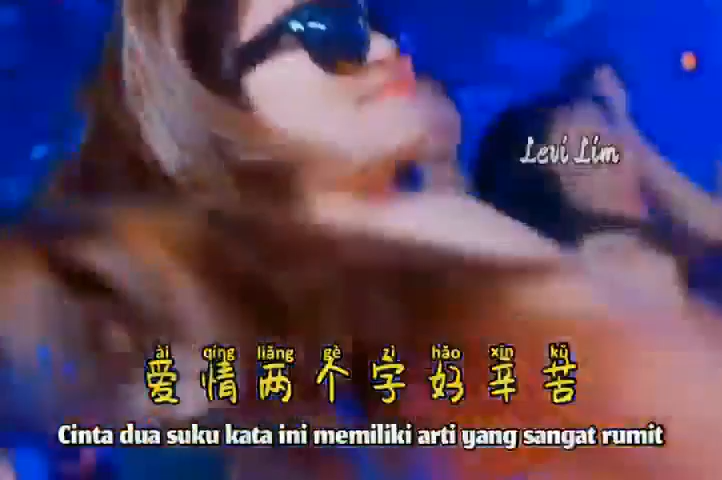 Levi Lim
ài qíng liǎng gè zì hǎo xīn kǔ
爱情两个字好辛苦
Cinta dua suku kata ini memiliki arti yang sangat rumit